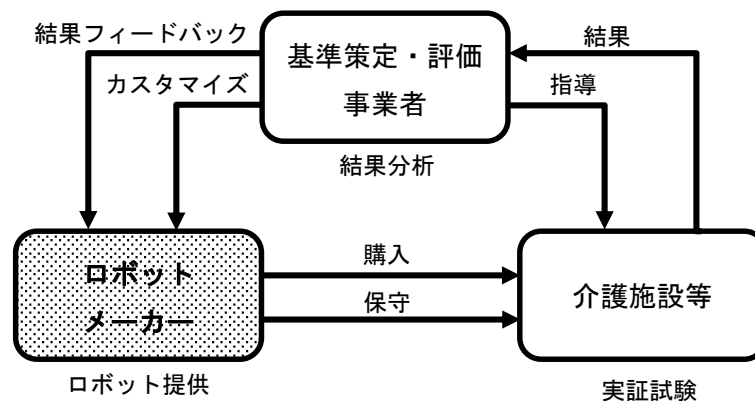 結果フィードバック
カスタマイズ
基準策定・評価
事業者
結果
指導
結果分析
ロボット
メーカー
購入
保守
介護施設等
ロボット提供
実証試験